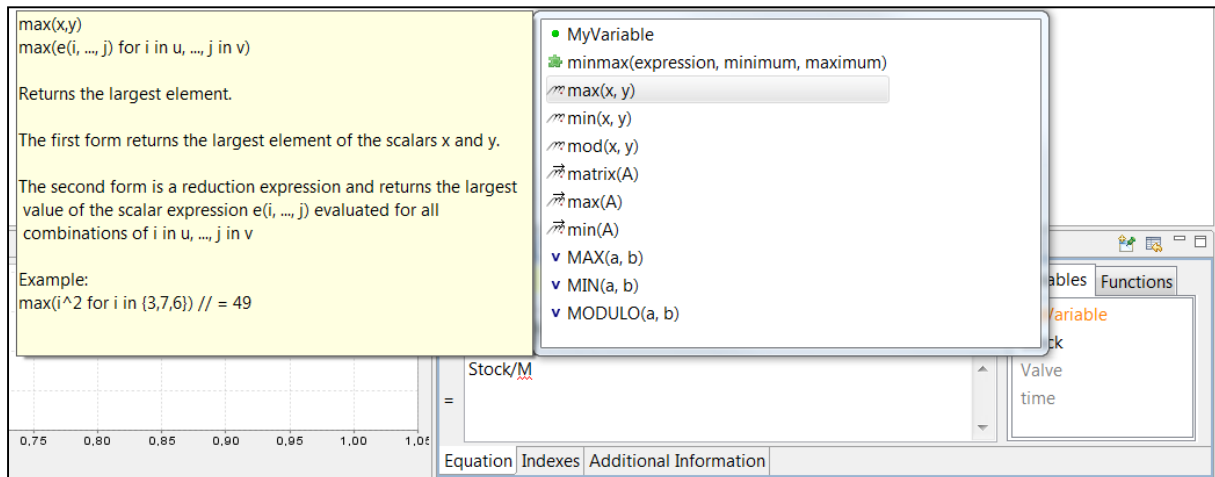 max(x,y)
max(e(i, ..., j) for i in u, ..., j in v)
Returns the largest element.
The first form returns the largest element of the scalars x and y.
The second form is a reduction expression and returns the largest
value of the scalar expression e(i, ..., j) evaluated for all
combinations of i in u, ..., j in v
Example:
max(i^2 for i in {3,7,6}) // = 49
MyVariable
minmax(expression, minimum, maximum)
max(x, y)
min(x, y)
mod(x, y)
matrix(A)
max(A)
min(A)
MAX(a, b)
MIN(a, b)
MODULO(a, b)
ables Functions
Variable
ck
Valve
time
Stock/M
=
0,75 0,80 0,85 0,90 0,95 1,00 1,05
Equation Indexes Additional Information